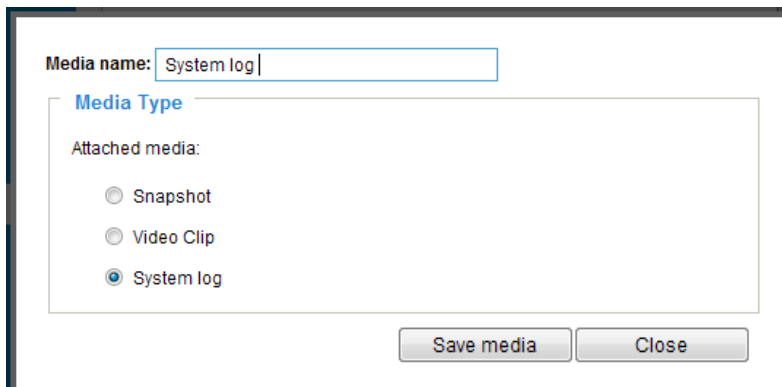 Media name: System log
Media Type
Attached media:
Snapshot
Video Clip
System log
Save media Close